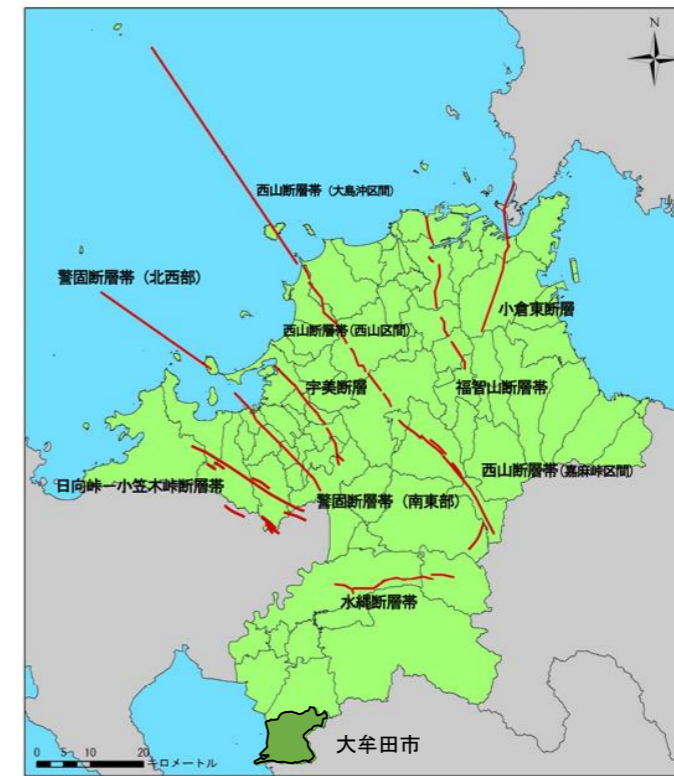 N
西山断層帯（大島沖区間）
警固断層帯（北西部）
小倉東断層
西山断層帯（西山区間）
宇美断層
福智山断層帯
西山断層帯（嘉麻峠区間）
日向峠ー小笠木峠断層帯
警固断層帯（南東部）
水縄断層帯
大牟田市
0 5 10 20
キロメートル